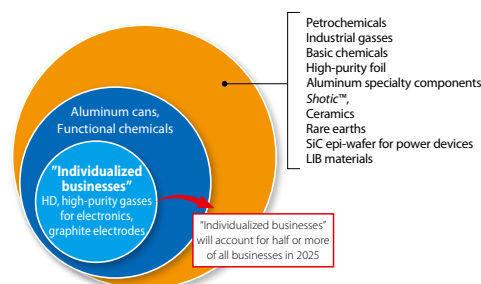 Petrochemicals
Industrial gasses
Basic chemicals
High-purity foil
Aluminum specialty components
Shotic™,
Ceramics
Rare earths
SiC epi-wafer for power devices
LIB materials
Aluminum cans,
Functional chemicals
"Individualized
businesses"
HD, high-purity gasses
for electronics,
graphite electrodes
"Individualized businesses"
will account for half or more
of all businesses in 2025